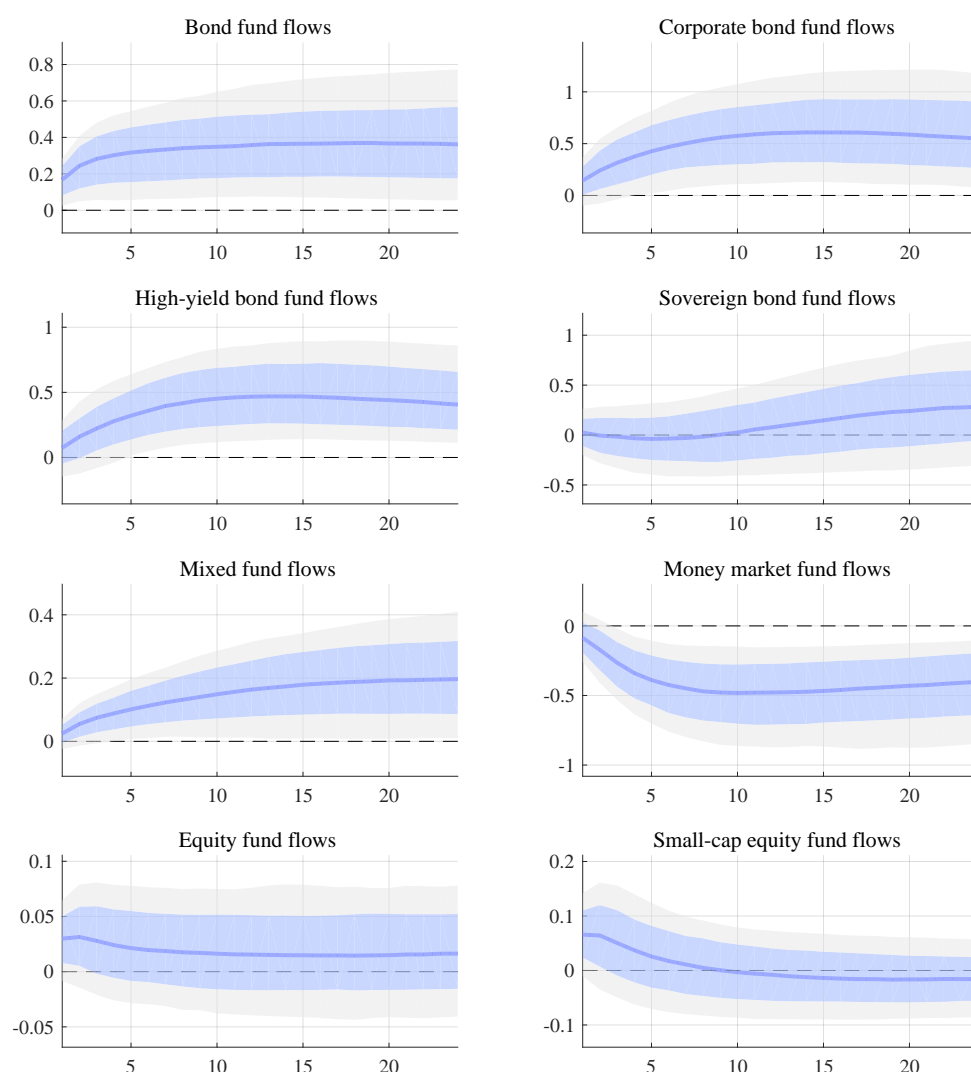 Bond fund flows
0.8
0.6
0.4
0.2
0
5 10 15 20
Corporate bond fund flows
1
0.5
0
5 10 15 20
High-yield bond fund flows
1
0.5
0
5 10 15 20
Sovereign bond fund flows
1
0.5
0
-0.5
5 10 15 20
Mixed fund flows
0.4
0.2
0
5 10 15 20
Money market fund flows
0
-0.5
-1
5 10 15 20
Equity fund flows
0.1
0.05
0
-0.05
5 10 15 20
Small-cap equity fund flows
0.2
0.1
0
-0.1
5 10 15 20